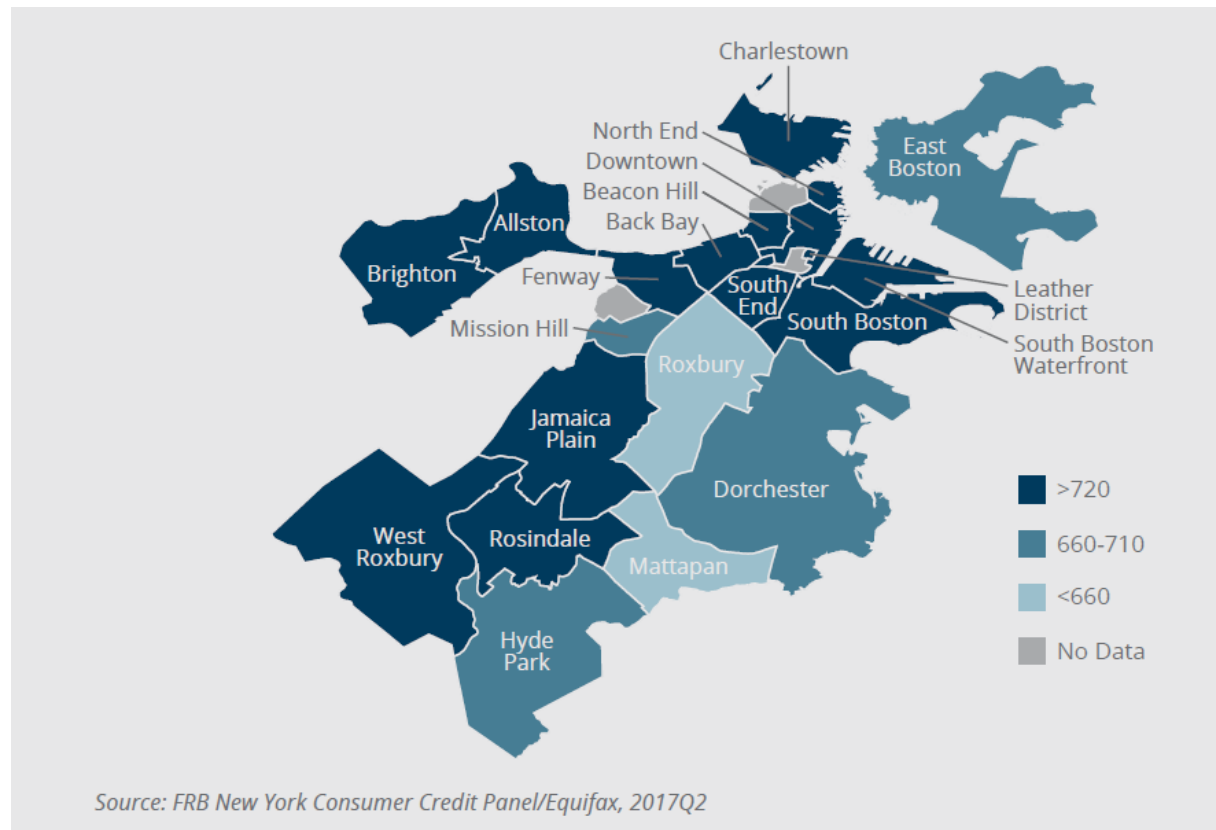 Charlestown
North End
Downtown
Beacon Hill
Back Bay
East
Boston
Allston
Brighton
Fenway
South
End
Leather
District
South Boston
Mission Hill
South Boston
Waterfront
Roxbury
Jamaica
Plain
Dorchester
West
Roxbury
Rosindale
Mattapan
Hyde
Park
>720
660-710
<660
No Data
Source: FRB New York Consumer Credit Panel/Equifax, 2017Q2